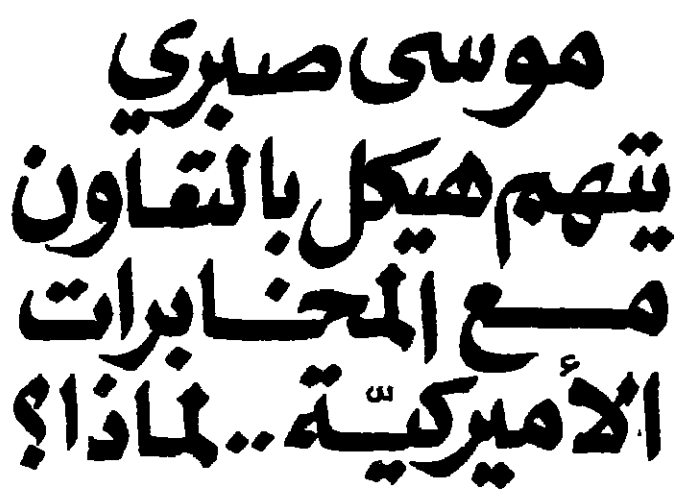 موسى صبري
يتهم هيكل بالتعاون
مع المخابرات
الأميركيّة .. لماذا؟